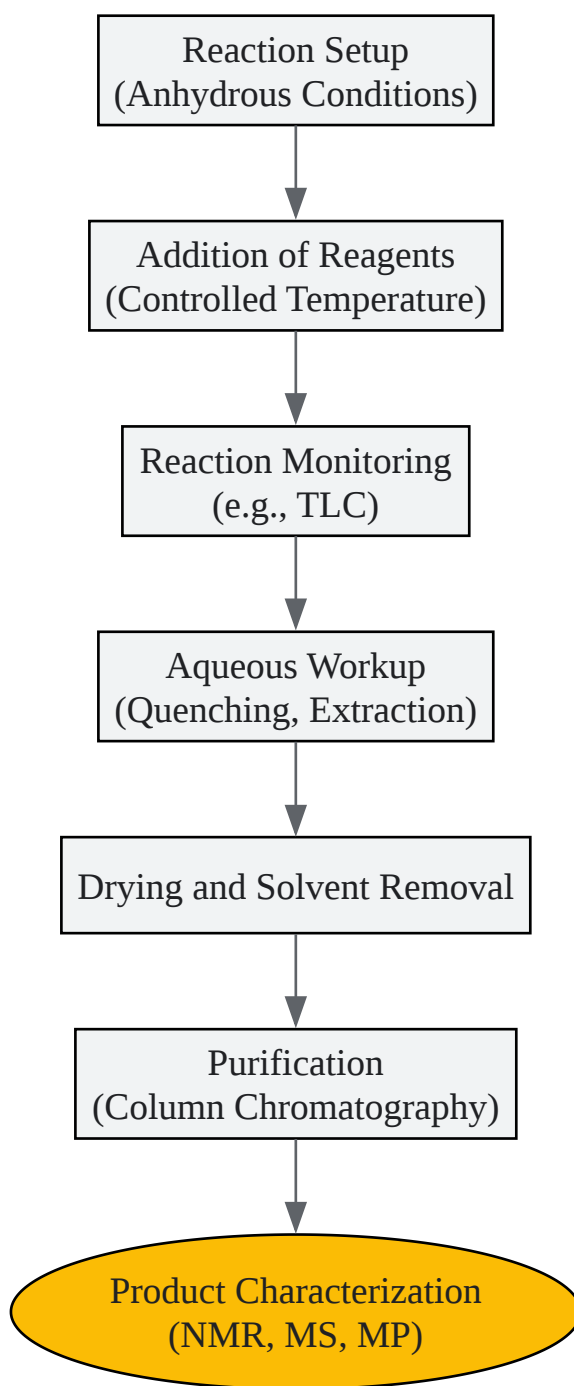 Reaction Setup
(Anhydrous Conditions)
Addition of Reagents
(Controlled Temperature)
Reaction Monitoring
(e.g., TLC)
Aqueous Workup
(Quenching, Extraction)
Drying and Solvent Removal
Purification
(Column Chromatography)
Product Characterization
(NMR, MS, MP)